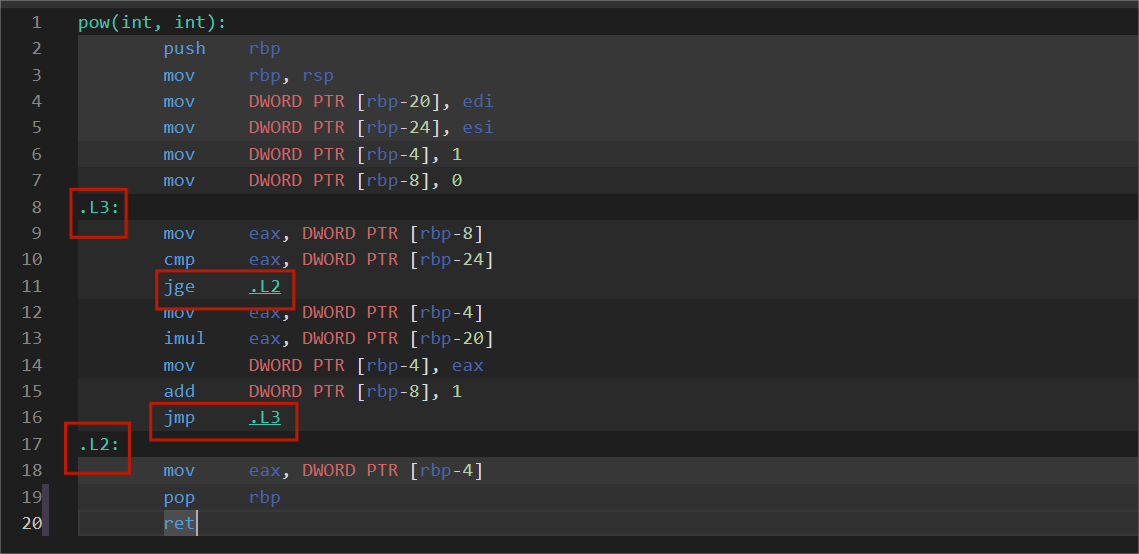 1 pow(int, int):
2 push rbp
3 mov rbp, rsp
4 mov DWORD PTR [rbp-20], edi
5 mov DWORD PTR [rbp-24], esi
6 mov DWORD PTR [rbp-4], 1
7 mov DWORD PTR [rbp-8], 0
8 .L3:
9 mov eax, DWORD PTR [rbp-8]
10 cmp eax, DWORD PTR [rbp-24]
11 jge .L2
12 mov eax, DWORD PTR [rbp-4]
13 imul eax, DWORD PTR [rbp-20]
14 mov DWORD PTR [rbp-4], eax
15 add DWORD PTR [rbp-8], 1
16 jmp .L3
17 .L2:
18 mov eax, DWORD PTR [rbp-4]
19 pop rbp
20 ret